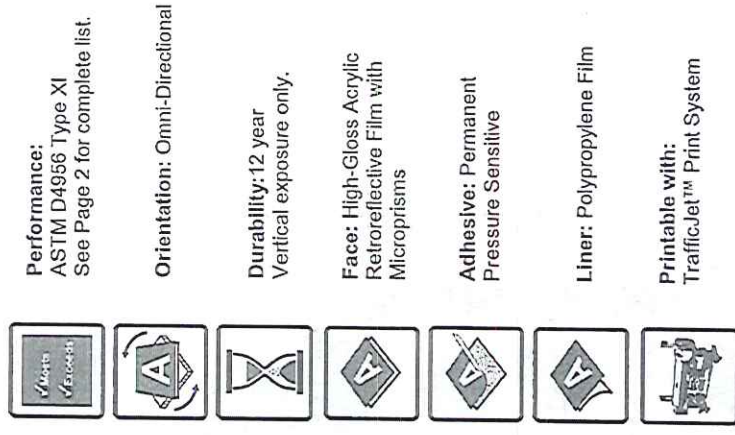 ✓Meets
✓Exceeds
Performance:
ASTM D4956 Type XI
See Page 2 for complete list.
A
Orientation: Omni-Directional
Durability:12 year
Vertical exposure only.
A
Face: High-Gloss Acrylic
Retroreflective Film with
Microprisms
A
Adhesive: Permanent
Pressure Sensitive
A
Liner: Polypropylene Film
Printable with:
TrafficJet™ Print System